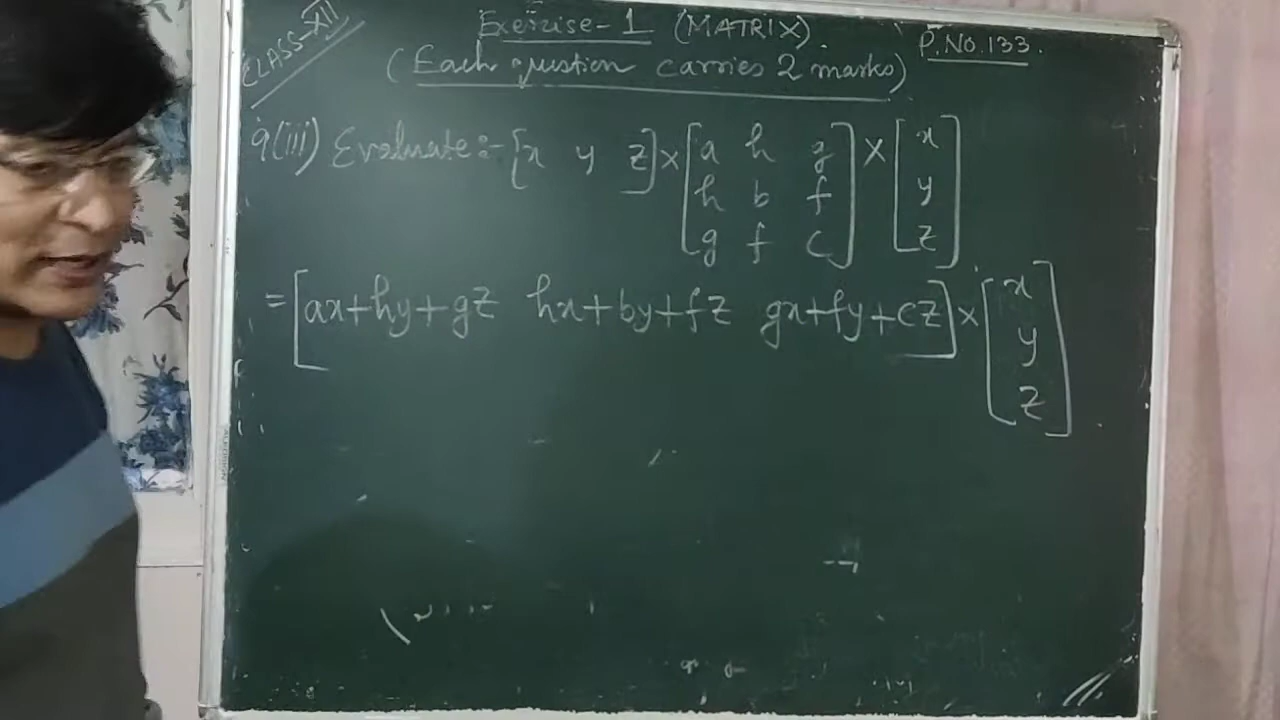 CLASS-XII
Exercise-1 (MATRIX).
P.No.133.
(Each question carries 2 marks)
9(iii) Evaluate:- [x y z] × [a h g] × [x]
[h b f] [y]
[g f c] [z]
= [ax+hy+gz hx+by+fz gx+fy+cz] × [x]
[y]
[z]